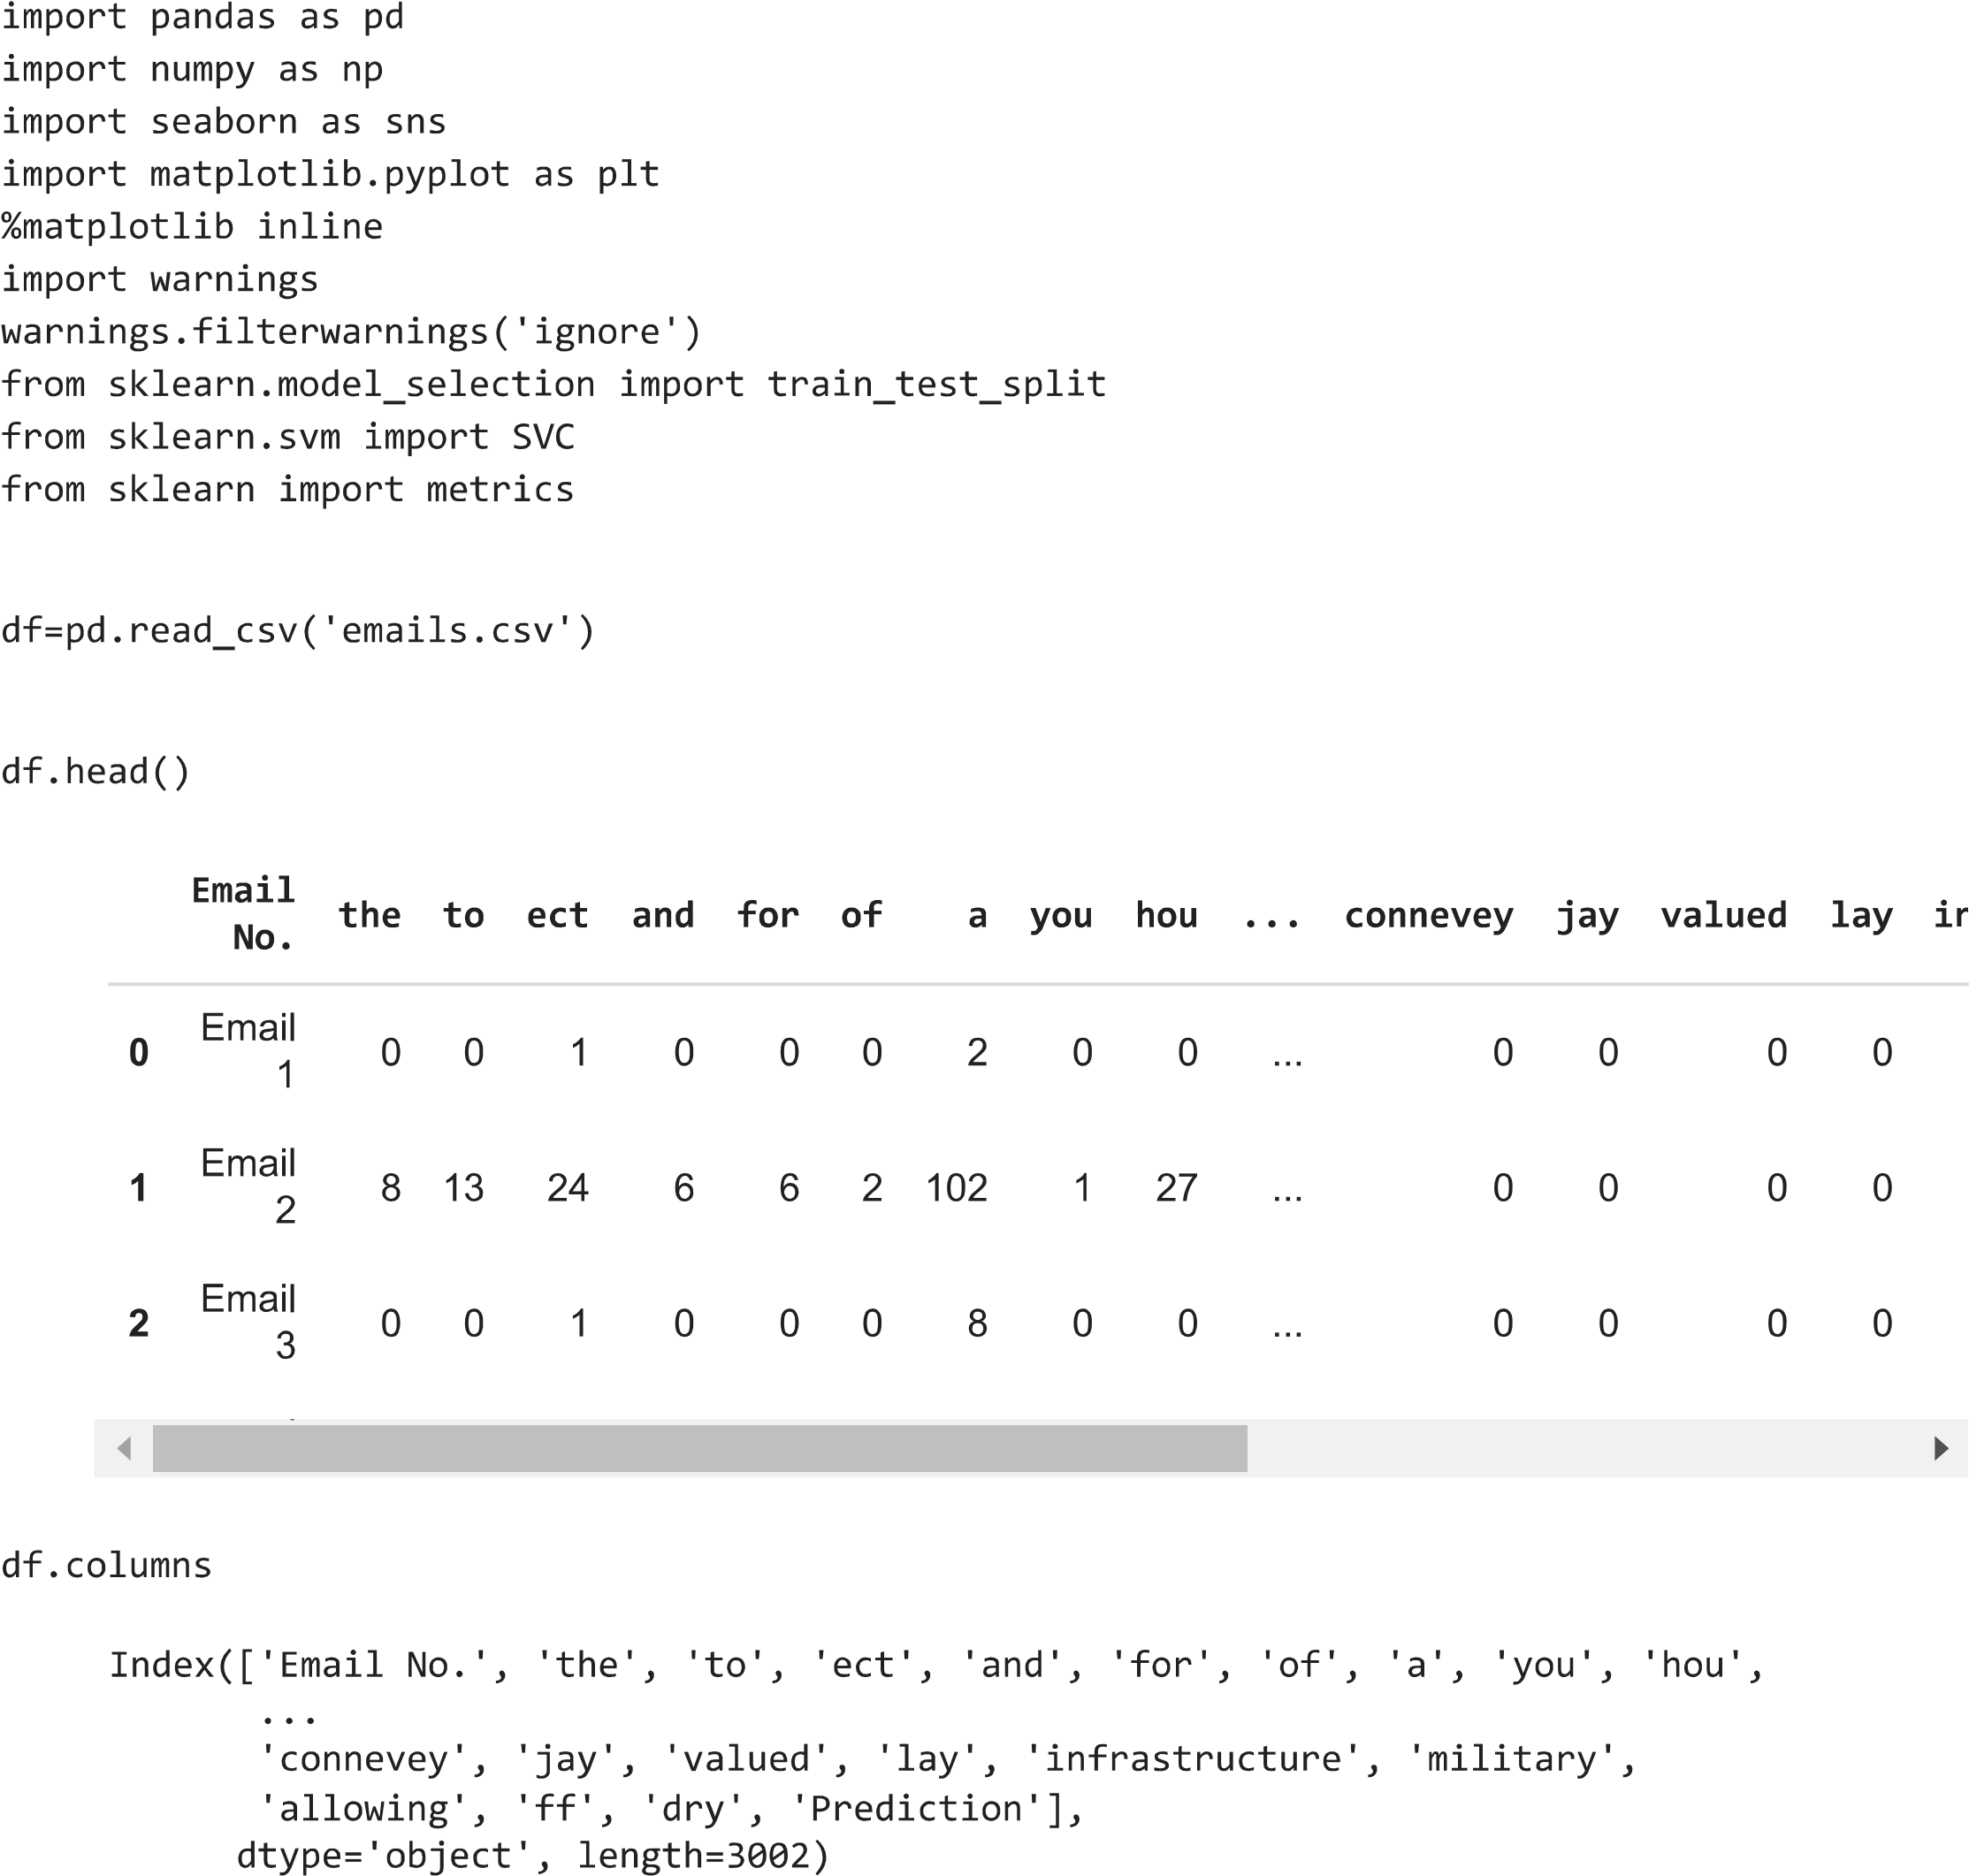 import pandas as pd
import numpy as np
import seaborn as sns
import matplotlib.pyplot as plt
%matplotlib inline
import warnings
warnings.filterwarnings('ignore')
from sklearn.model_selection import train_test_split
from sklearn.svm import SVC
from sklearn import metrics
df=pd.read_csv('emails.csv')
df.head()
Email No. the to ect and for of a you hou ... connevey jay valued lay
0 Email 1 0 0 1 0 0 0 2 0 0 ... 0 0 0 0
1 Email 2 8 13 24 6 6 2 102 1 27 ... 0 0 0 0
2 Email 3 0 0 1 0 0 0 8 0 0 ... 0 0 0 0
df.columns
Index(['Email No.', 'the', 'to', 'ect', 'and', 'for', 'of', 'a', 'you', 'hou',
...
'connevey', 'jay', 'valued', 'lay', 'infrastructure', 'military',
'allowing', 'ff', 'dry', 'Prediction'],
dtype='object', length=3002)